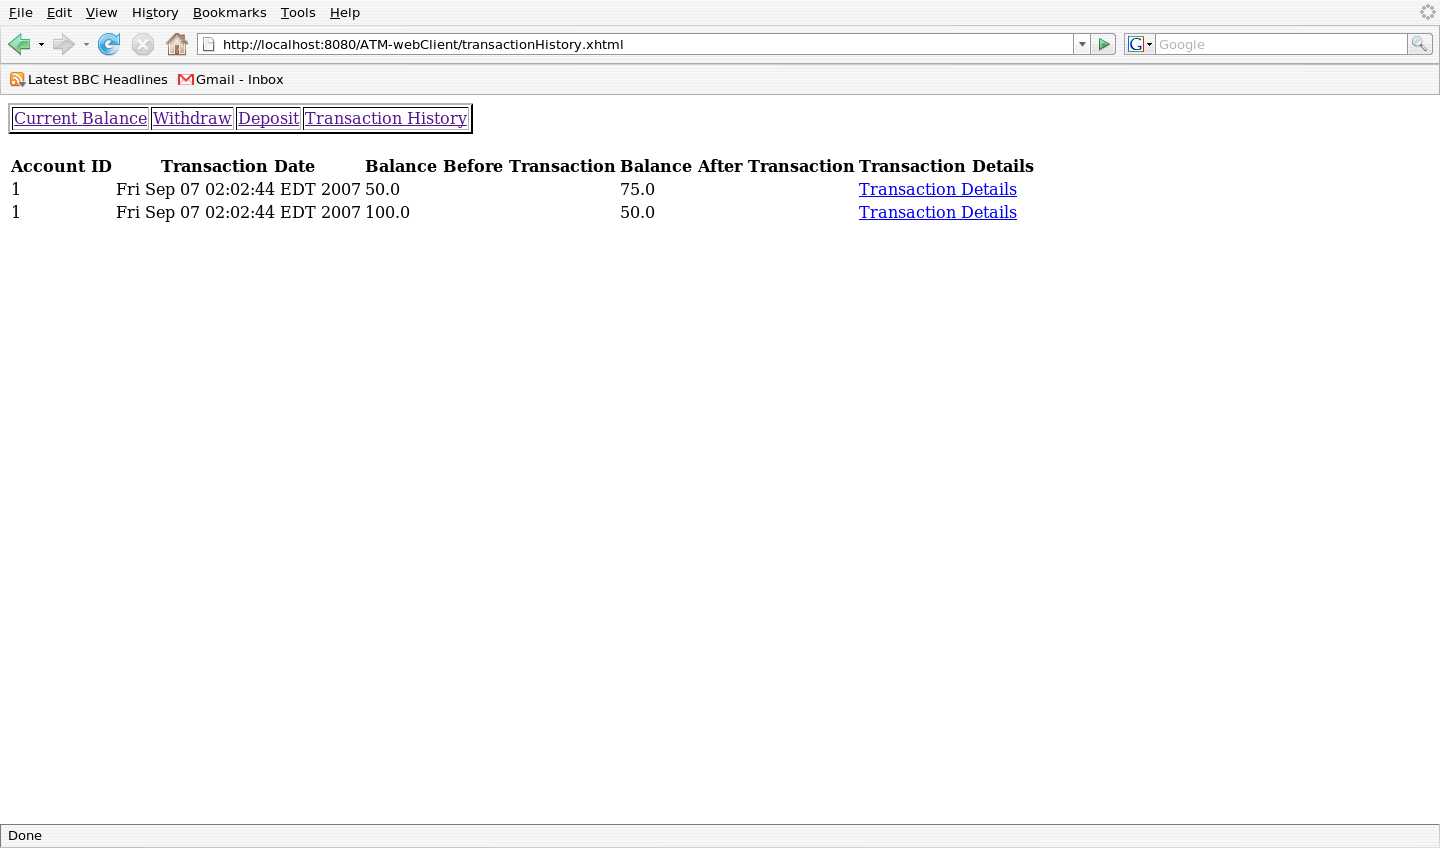 File Edit View History Bookmarks Tools Help
http://localhost:8080/ATM-webClient/transactionHistory.xhtml G Google
Latest BBC Headlines Gmail - Inbox
Current Balance Withdraw Deposit Transaction History
Account ID Transaction Date Balance Before Transaction Balance After Transaction Transaction Details
1 Fri Sep 07 02:02:44 EDT 2007 50.0 75.0 Transaction Details
1 Fri Sep 07 02:02:44 EDT 2007 100.0 50.0 Transaction Details
Done